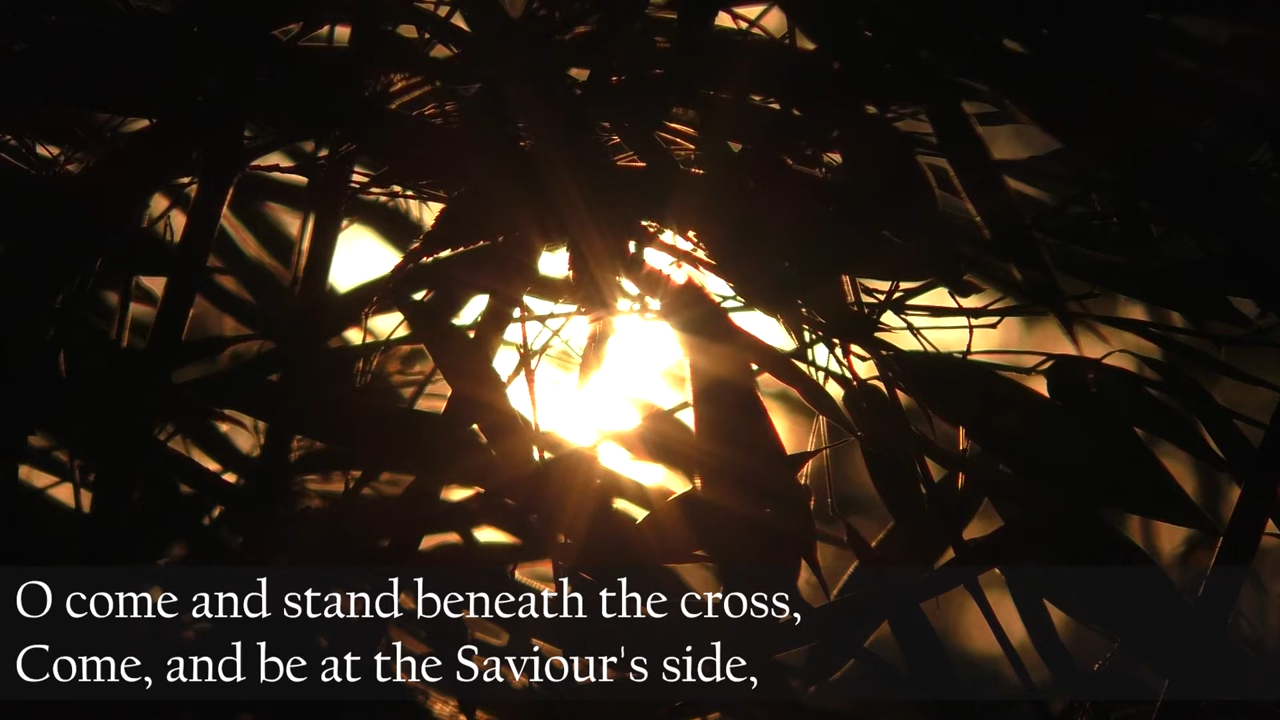 O come and stand beneath the cross,
Come, and be at the Saviour's side,